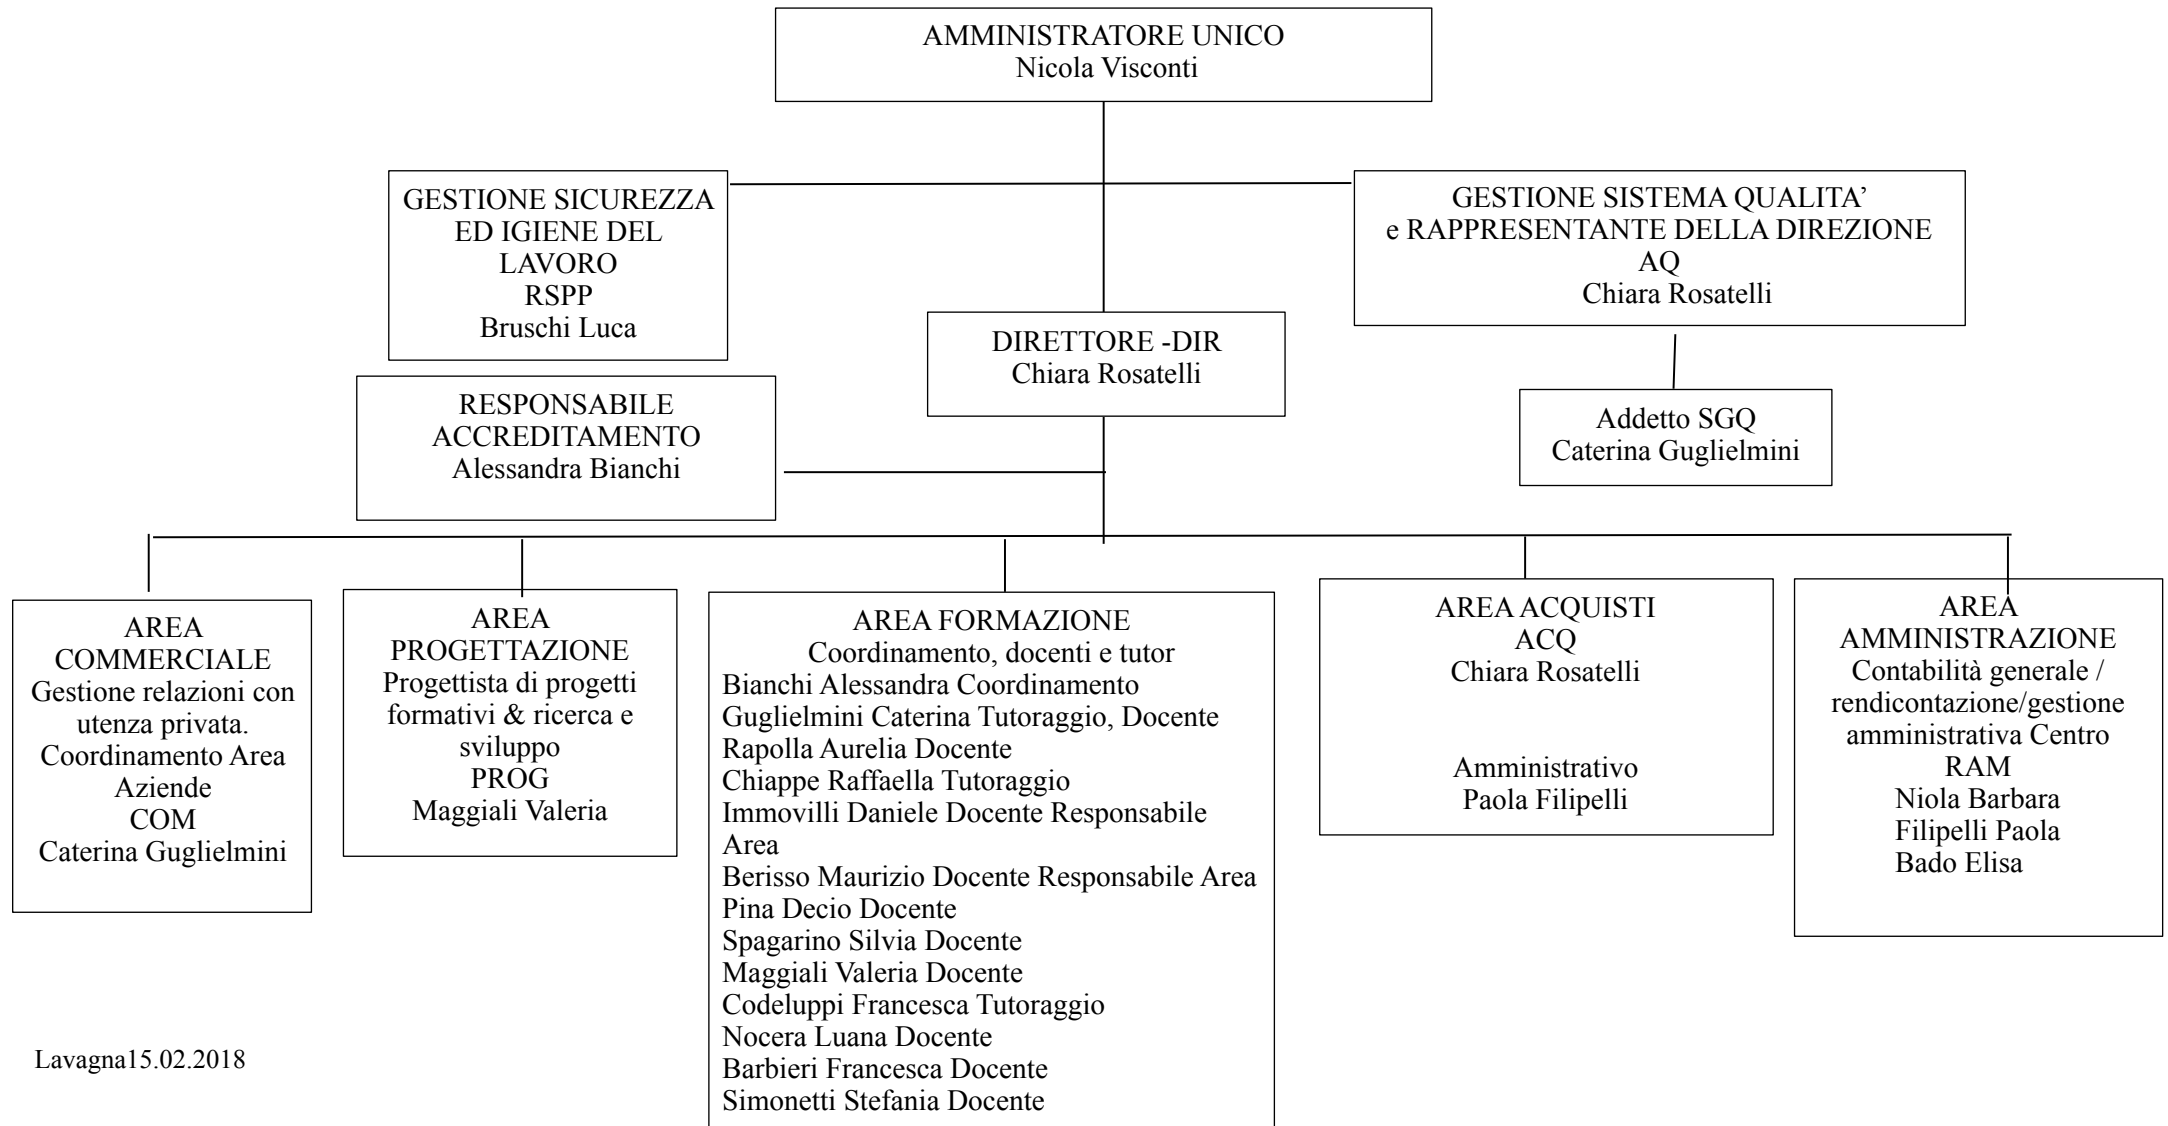 AMMINISTRATORE UNICO
Nicola Visconti
GESTIONE SICUREZZA
ED IGIENE DEL
LAVORO
RSPP
Bruschi Luca
GESTIONE SISTEMA QUALITA’
e RAPPRESENTANTE DELLA DIREZIONE
AQ
Chiara Rosatelli
DIRETTORE -DIR
Chiara Rosatelli
RESPONSABILE
ACCREDITAMENTO
Alessandra Bianchi
Addetto SGQ
Caterina Guglielmini
AREA
COMMERCIALE
Gestione relazioni con
utenza privata.
Coordinamento Area
Aziende
COM
Caterina Guglielmini
AREA
PROGETTAZIONE
Progettista di progetti
formativi & ricerca e
sviluppo
PROG
Maggiali Valeria
AREA FORMAZIONE
Coordinamento, docenti e tutor
Bianchi Alessandra Coordinamento
Guglielmini Caterina Tutoraggio, Docente
Rapolla Aurelia Docente
Chiappe Raffaella Tutoraggio
Immovilli Daniele Docente Responsabile
Area
Berisso Maurizio Docente Responsabile Area
Pina Decio Docente
Spagarino Silvia Docente
Maggiali Valeria Docente
Codeluppi Francesca Tutoraggio
Nocera Luana Docente
Barbieri Francesca Docente
Simonetti Stefania Docente
AREA ACQUISTI
ACQ
Chiara Rosatelli
Amministrativo
Paola Filipelli
AREA
AMMINISTRAZIONE
Contabilità generale /
rendicontazione/gestione
amministrativa Centro
RAM
Niola Barbara
Filipelli Paola
Bado Elisa
Lavagna15.02.2018